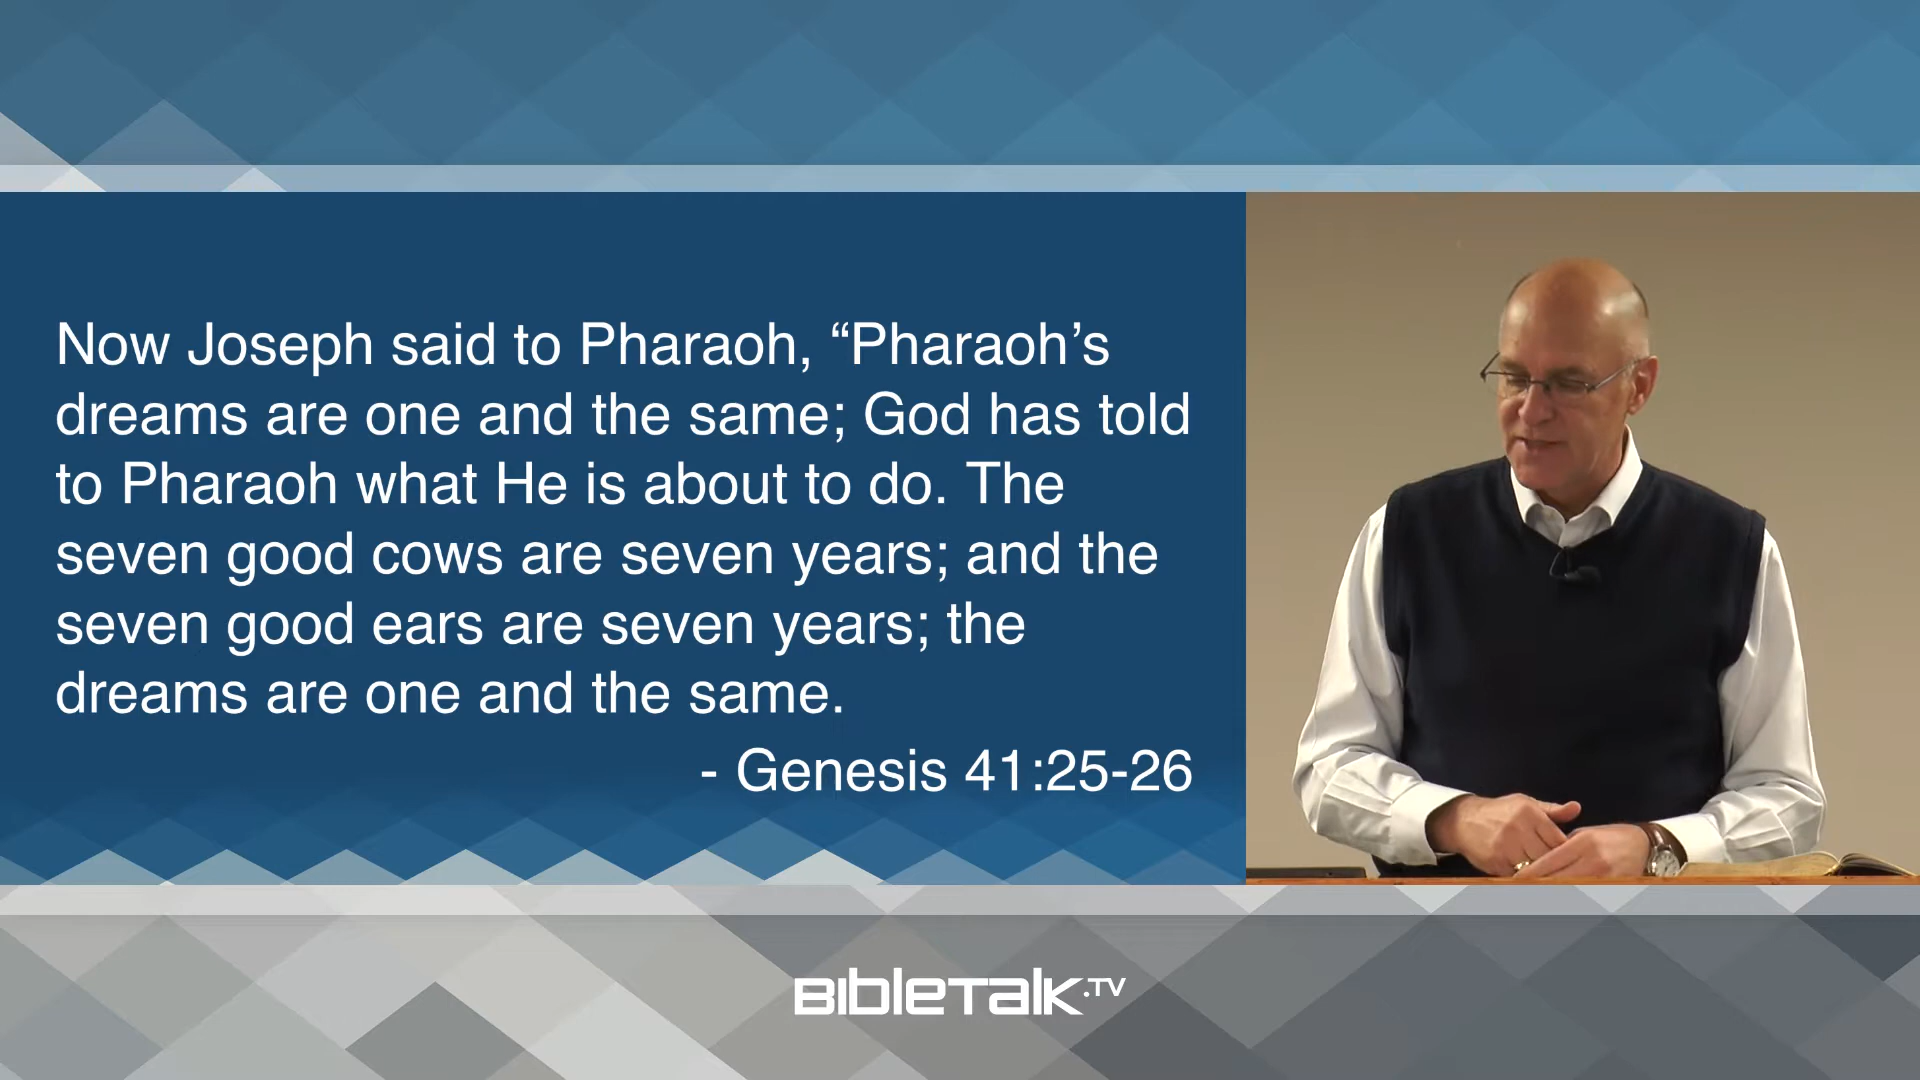 Now Joseph said to Pharaoh, “Pharaoh’s
dreams are one and the same; God has told
to Pharaoh what He is about to do. The
seven good cows are seven years; and the
seven good ears are seven years; the
dreams are one and the same.
- Genesis 41:25-26
BibleTalk.TV